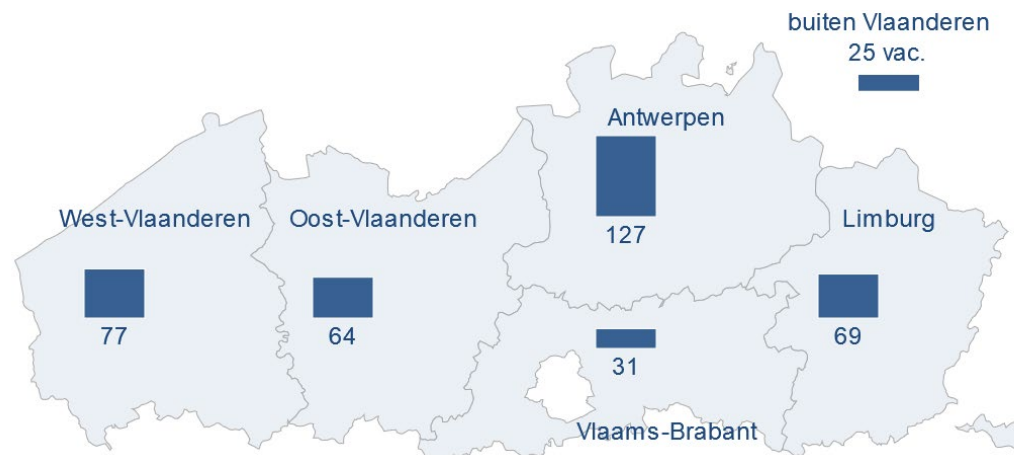 buiten Vlaanderen
25 vac.
Antwerpen
127
West-Vlaanderen
77
Oost-Vlaanderen
64
Limburg
69
31
Vlaams-Brabant